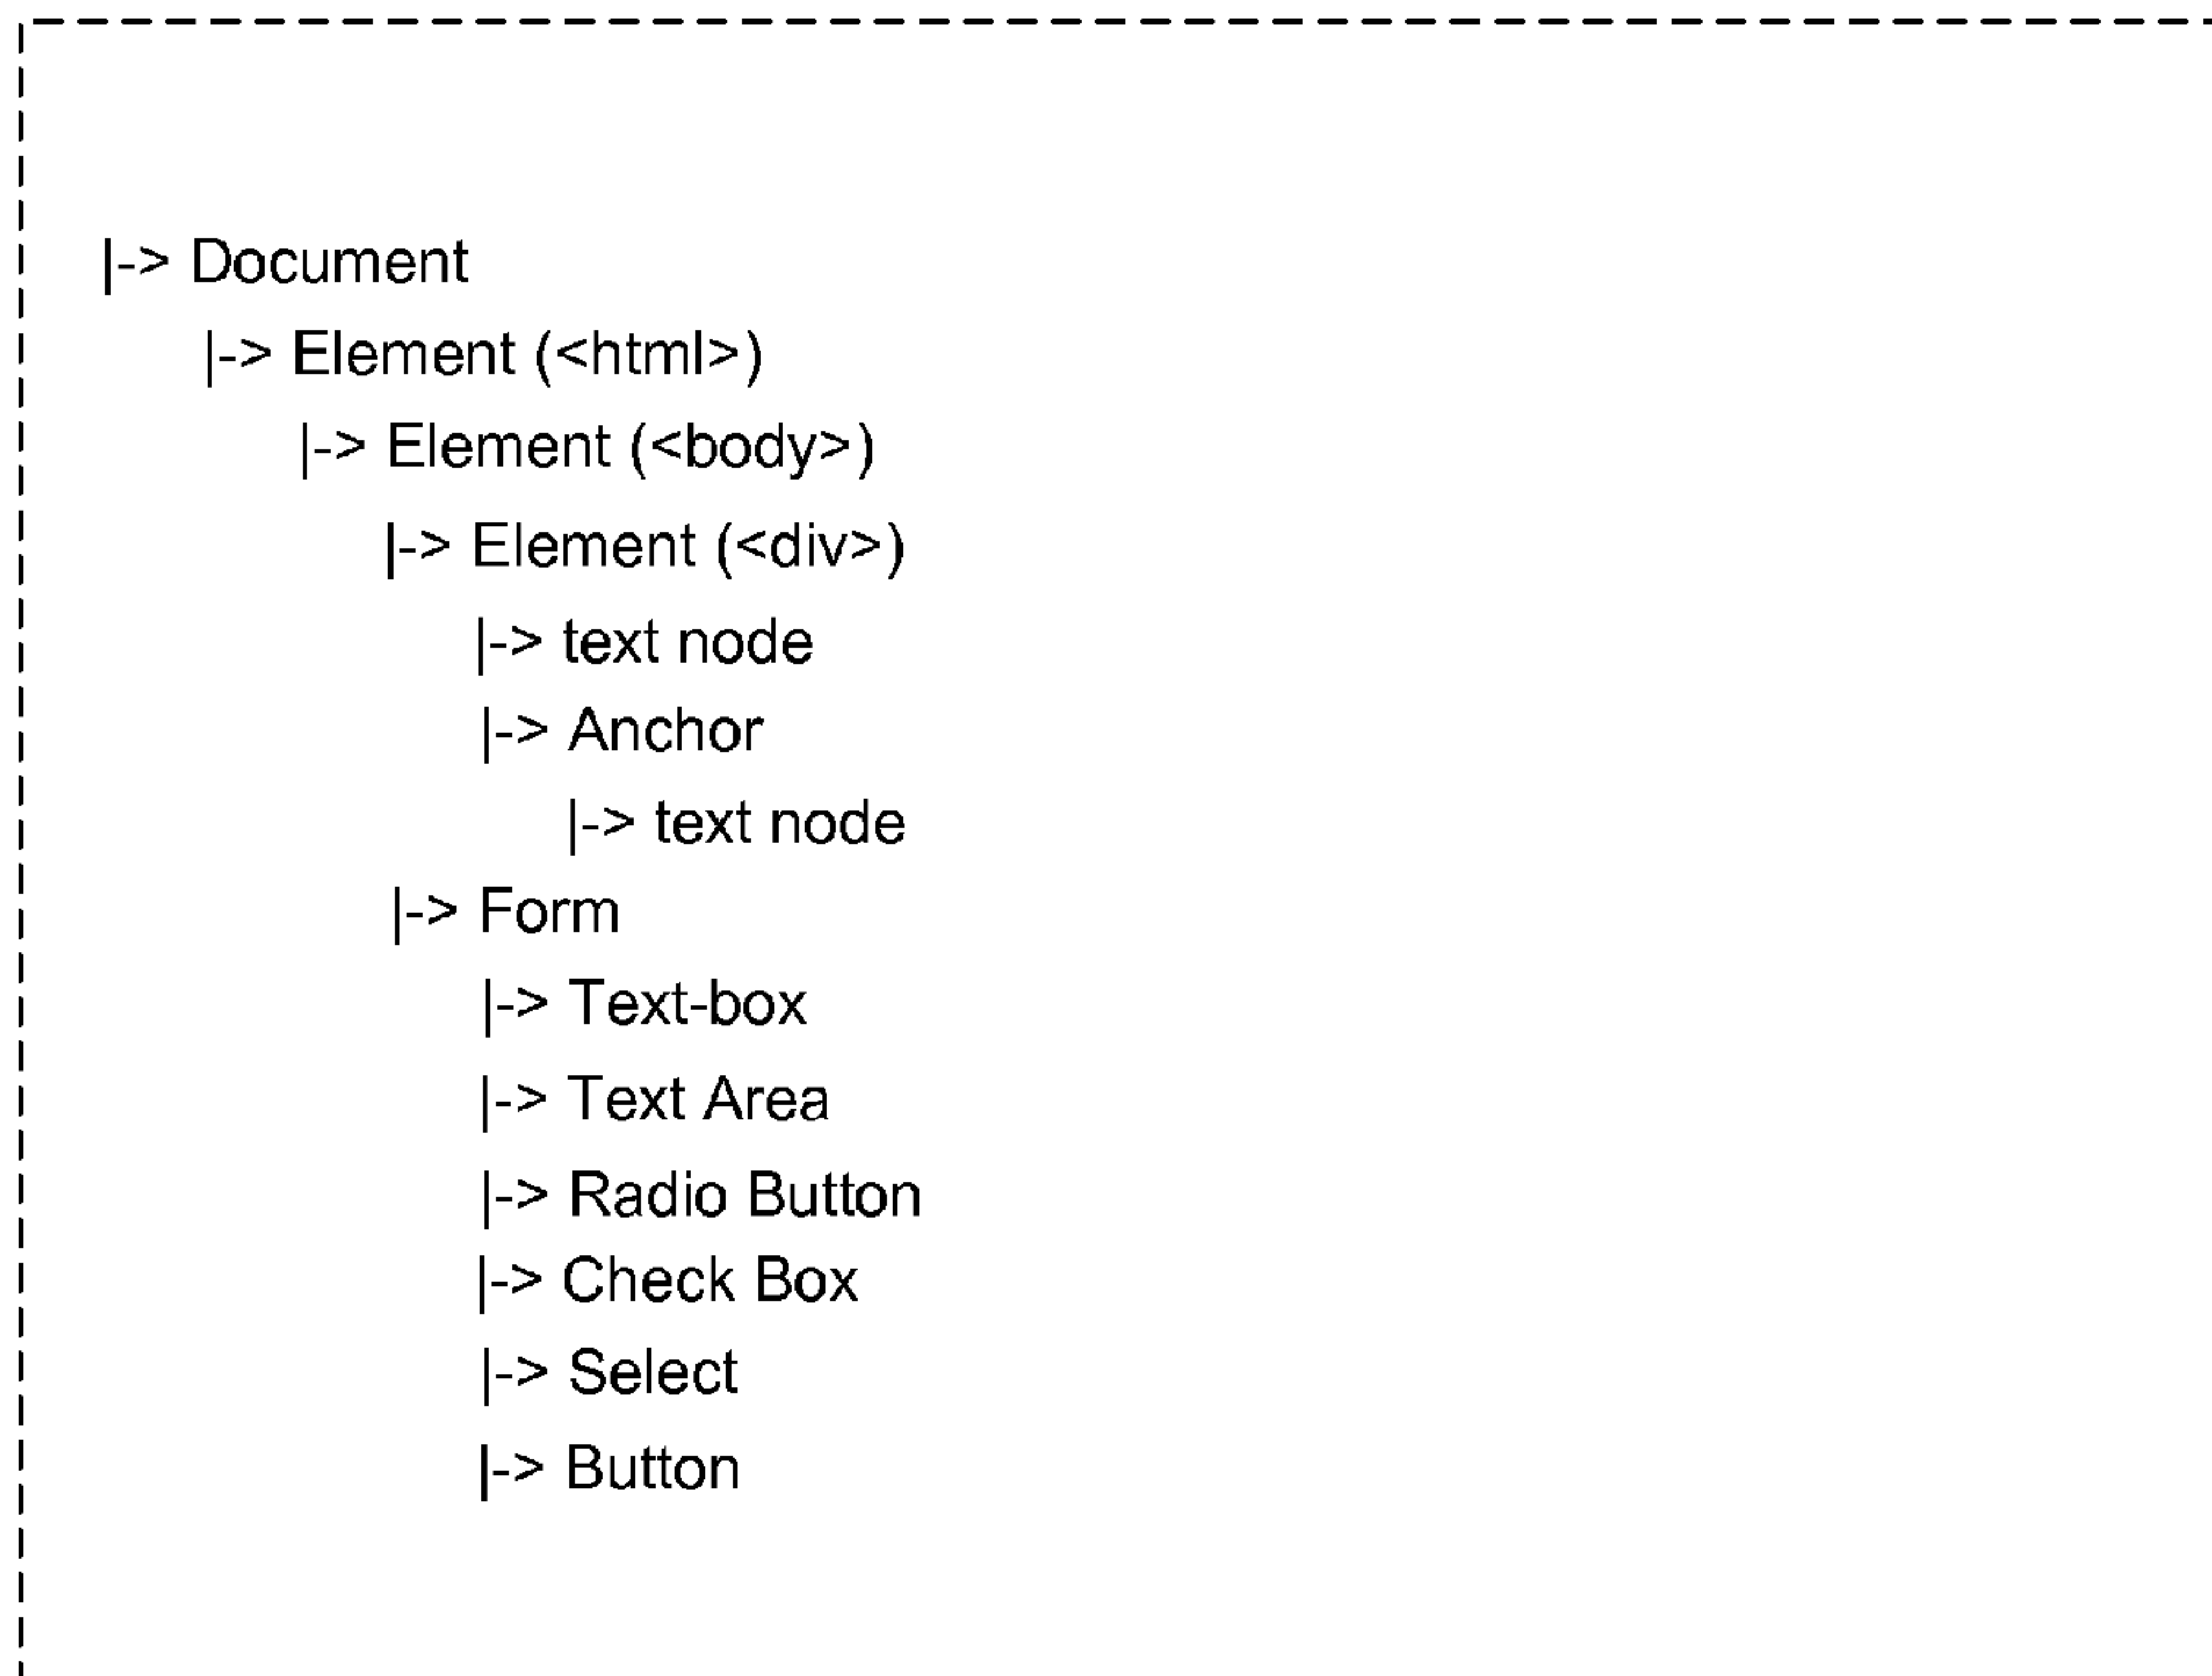 |-> Document
|-> Element (<html>)
|-> Element (<body>)
|-> Element (<div>)
|-> text node
|-> Anchor
|-> text node
|-> Form
|-> Text-box
|-> Text Area
|-> Radio Button
|-> Check Box
|-> Select
|-> Button